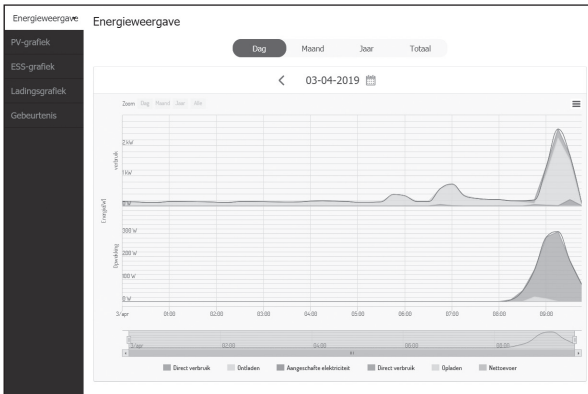 Energieweergave
Energieweergave
PV-grafiek
ESS-grafiek
Ladingsgrafiek
Gebeurtenis
Dag Maand Jaar Totaal
03-04-2019
Zoom Dag Maand Jaar Alle
2 kW
1 kW
0 W
verbruik
Energie(W)
300 W
200 W
100 W
0 W
Opwekking
3/apr 01:00 02:00 03:00 04:00 05:00 06:00 07:00 08:00 09:00
3/apr 02:00 04:00 06:00 08:00
Direct verbruik Ontladen Aangeschafte elektriciteit Direct verbruik Opladen Nettoevoer